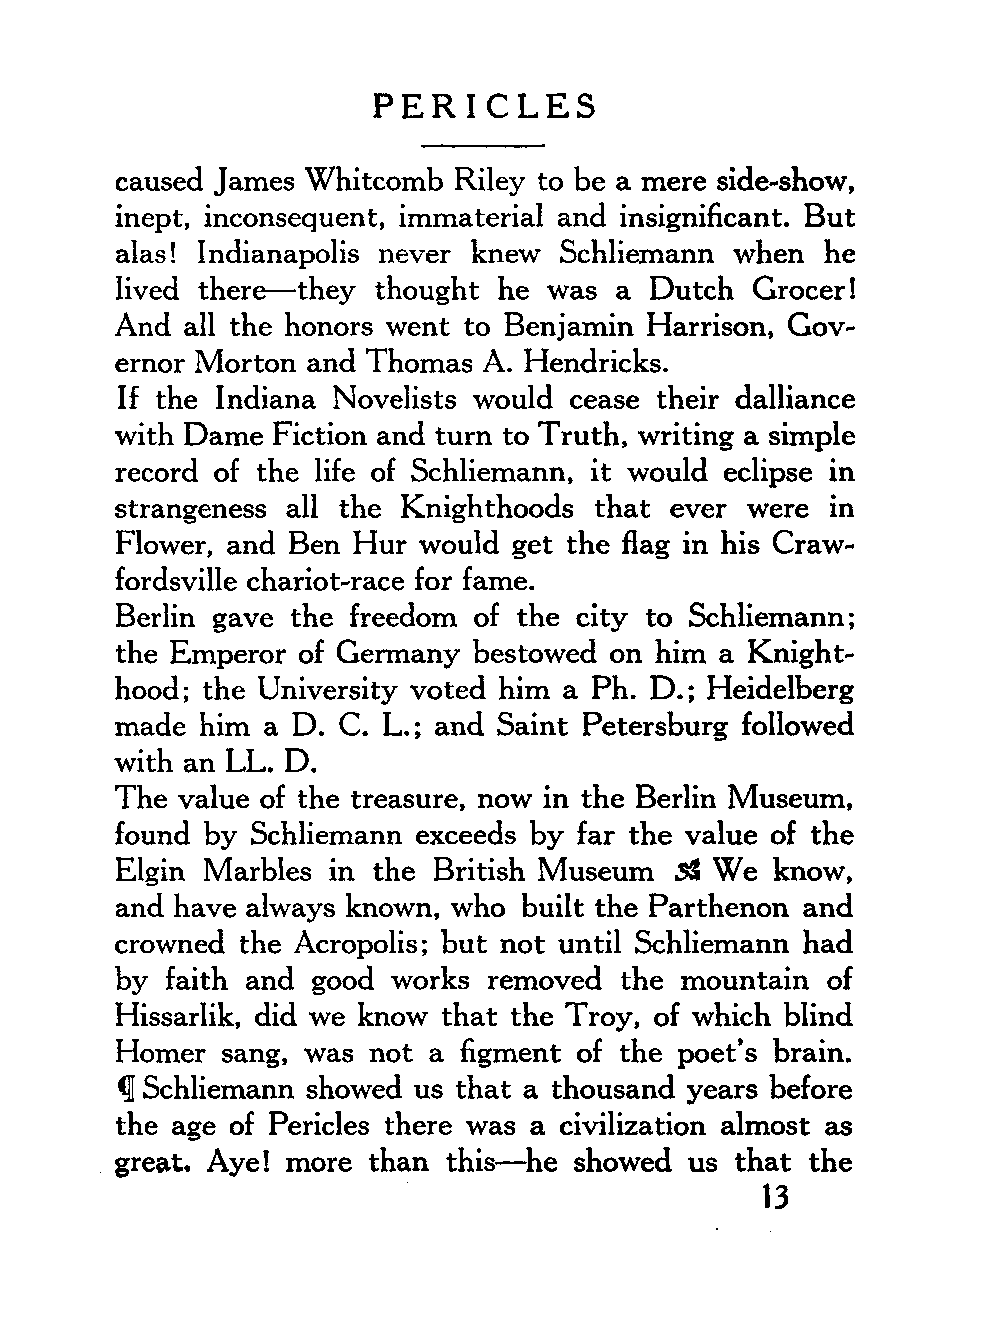 PERICLES
caused James Whitcomb Riley to be a mere side-show,
inept, inconsequent, immaterial and insignificant. But
alas! Indianapolis never knew Schliemann when he
lived there—they thought he was a Dutch Grocer!
And all the honors went to Benjamin Harrison, Gov-
ernor Morton and Thomas A. Hendricks.
If the Indiana Novelists would cease their dalliance
with Dame Fiction and turn to Truth, writing a simple
record of the life of Schliemann, it would eclipse in
strangeness all the Knighthoods that ever were in
Flower, and Ben Hur would get the flag in his Craw-
fordsville chariot-race for fame.
Berlin gave the freedom of the city to Schliemann;
the Emperor of Germany bestowed on him a Knight-
hood; the University voted him a Ph. D.; Heidelberg
made him a D. C. L.; and Saint Petersburg followed
with an LL. D.
The value of the treasure, now in the Berlin Museum,
found by Schliemann exceeds by far the value of the
Elgin Marbles in the British Museum We know,
and have always known, who built the Parthenon and
crowned the Acropolis; but not until Schliemann had
by faith and good works removed the mountain of
Hissarlik, did we know that the Troy, of which blind
Homer sang, was not a figment of the poet's brain.
¶ Schliemann showed us that a thousand years before
the age of Pericles there was a civilization almost as
great. Aye! more than this—he showed us that the
13